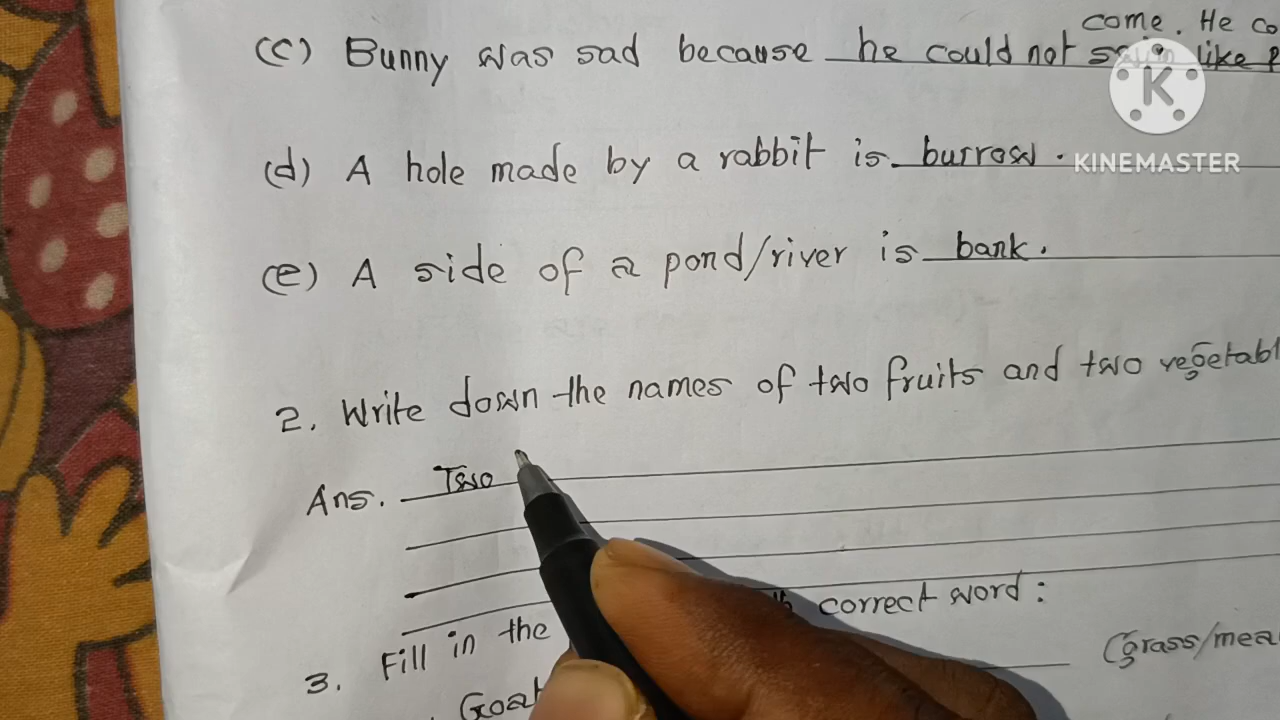 come. He co
(c) Bunny was sad because he could not swim like
(d) A hole made by a rabbit is burrow.
KINEMASTER
(e) A side of a pond/river is bank.
2. Write down the names of two fruits and two vegetabl
Ans. Two
3. Fill in the correct word:
Goat (grass/mea